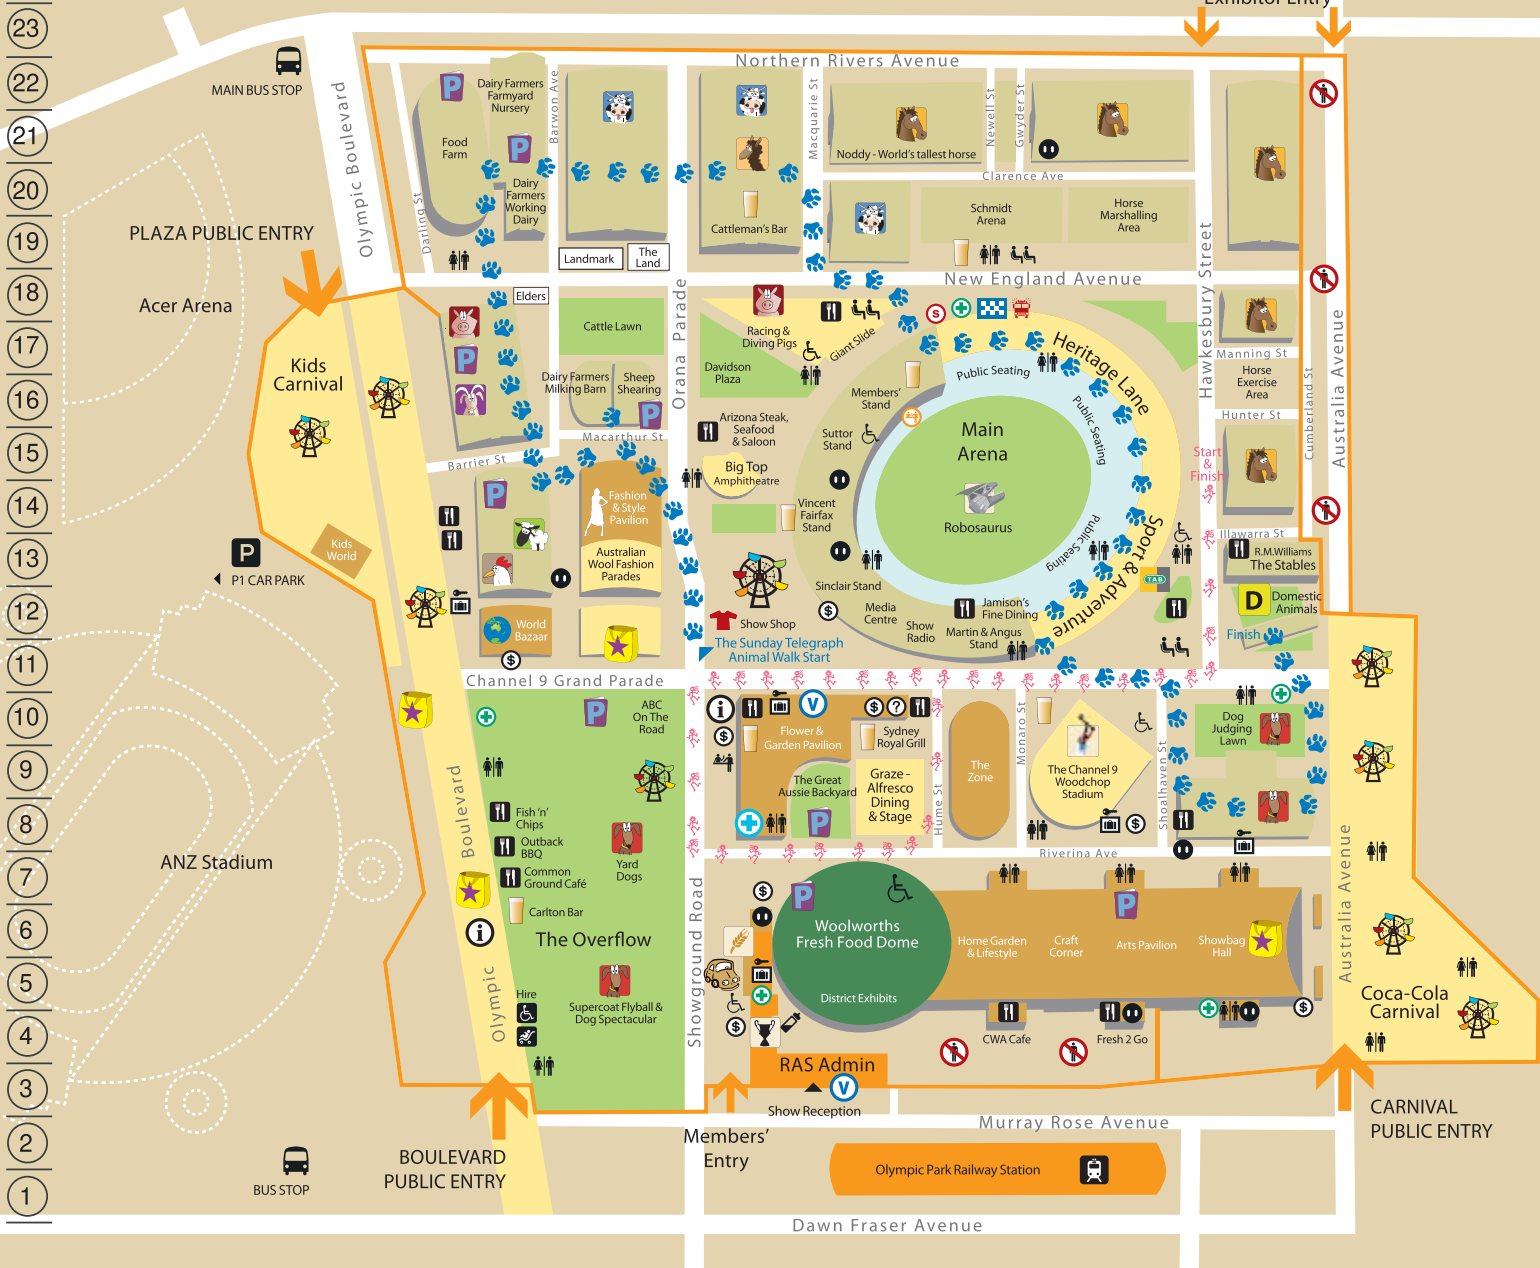 Exhibitor Entry
23
22
21
20
19
18
17
16
15
14
13
12
11
10
9
8
7
6
5
4
3
2
1
MAIN BUS STOP
Olympic Boulevard
Northern Rivers Avenue
P
Dairy Farmers
Farmyard
Nursery
Food
Farm
P
Dairy
Farmers
Working
Dairy
Barwon Ave
Darling St
Macquarie St
Newell St
Gwyder St
Noddy - World's tallest horse
Clarence Ave
Cattleman's Bar
Schmidt
Arena
Horse
Marshalling
Area
Landmark
The
Land
Elders
New England Avenue
PLAZA PUBLIC ENTRY
Acer Arena
Kids
Carnival
Kids
World
P
P1 CAR PARK
Cattle Lawn
P
Dairy Farmers
Milking Barn
Sheep
Shearing
P
Macarthur St
Barrier St
Orana Parade
Racing &
Diving Pigs
Giant Slide
Davidson
Plaza
S
Heritage Lane
Hawkesbury Street
Manning St
Horse
Exercise
Area
Hunter St
Cumberland St
Australia Avenue
Members'
Stand
Public Seating
Public Seating
Public Seating
Arizona Steak,
Seafood
& Saloon
Suttor
Stand
Main
Arena
Big Top
Amphitheatre
Vincent
Fairfax
Stand
Robosaurus
Start
&
Finish
Illawarra St
P
Fashion
& Style
Pavilion
Australian
Wool Fashion
Parades
World
Bazaar
$
Sinclair Stand
$
Media
Centre
Show
Radio
Jamison's
Fine Dining
Martin & Angus
Stand
Sport & Adventure
TAB
R.M.Williams
The Stables
D
Domestic
Animals
Finish
Show Shop
The Sunday Telegraph
Animal Walk Start
Channel 9 Grand Parade
P
ABC
On The
Road
i
V
$
?
$
Flower &
Garden Pavilion
Sydney
Royal Grill
The Great
Aussie Backyard
P
Graze -
Alfresco
Dining
& Stage
Hume St
The
Zone
Monaro St
The Channel 9
Woodchop
Stadium
$
Shoalhaven St
Dog
Judging
Lawn
Riverina Ave
ANZ Stadium
Boulevard
Olympic
Fish 'n'
Chips
Outback
BBQ
Common
Ground Café
Carlton Bar
Yard
Dogs
i
The Overflow
Hire
Supercoat Flyball &
Dog Spectacular
Showground Road
$
P
Woolworths
Fresh Food Dome
District Exhibits
$
Home Garden
& Lifestyle
Craft
Corner
P
Arts Pavilion
Showbag
Hall
$
CWA Cafe
Fresh 2 Go
Australia Avenue
Coca-Cola
Carnival
RAS Admin
V
Show Reception
Members'
Entry
Murray Rose Avenue
CARNIVAL
PUBLIC ENTRY
BOULEVARD
PUBLIC ENTRY
BUS STOP
Olympic Park Railway Station
Dawn Fraser Avenue